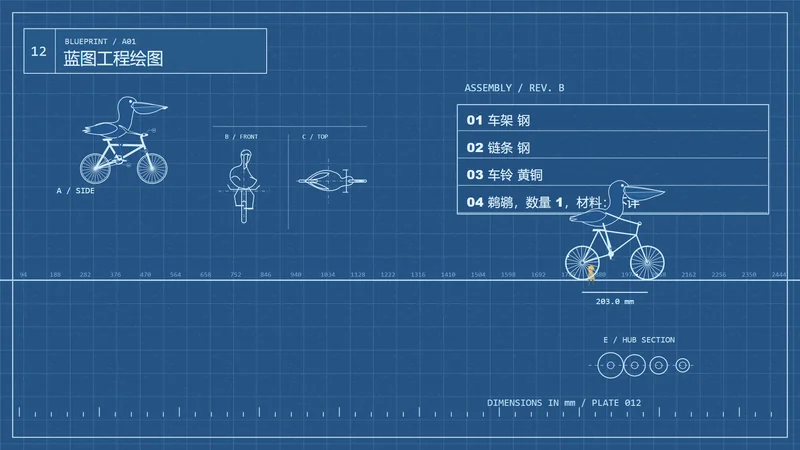 12
BLUEPRINT / A01
蓝图工程绘图
ASSEMBLY / REV. B
01 车架 钢
02 链条 钢
03 车铃 黄铜
04 鹈鹕，数量 1，材料：
B / FRONT
C / TOP
A / SIDE
94 188 282 376 470 564 658 752 846 940 1034 1128 1222 1316 1410 1504 1598 1692 2162 2256 2350 2444
203.0 mm
E / HUB SECTION
DIMENSIONS IN mm / PLATE 012